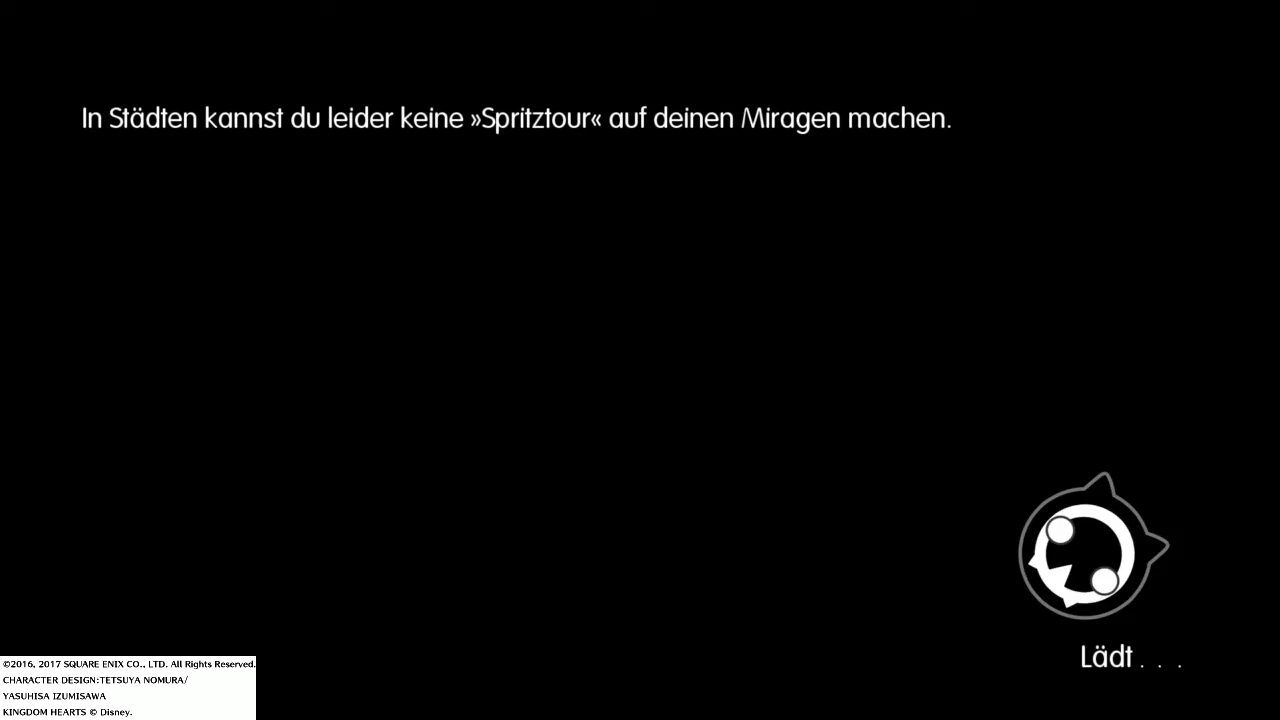 In Städten kannst du leider keine »Spritztour« auf deinen Miragen machen.
Lädt . . .
©2016, 2017 SQUARE ENIX CO., LTD. All Rights Reserved.
CHARACTER DESIGN:TETSUYA NOMURA/
YASUHISA IZUMISAWA
KINGDOM HEARTS © Disney.